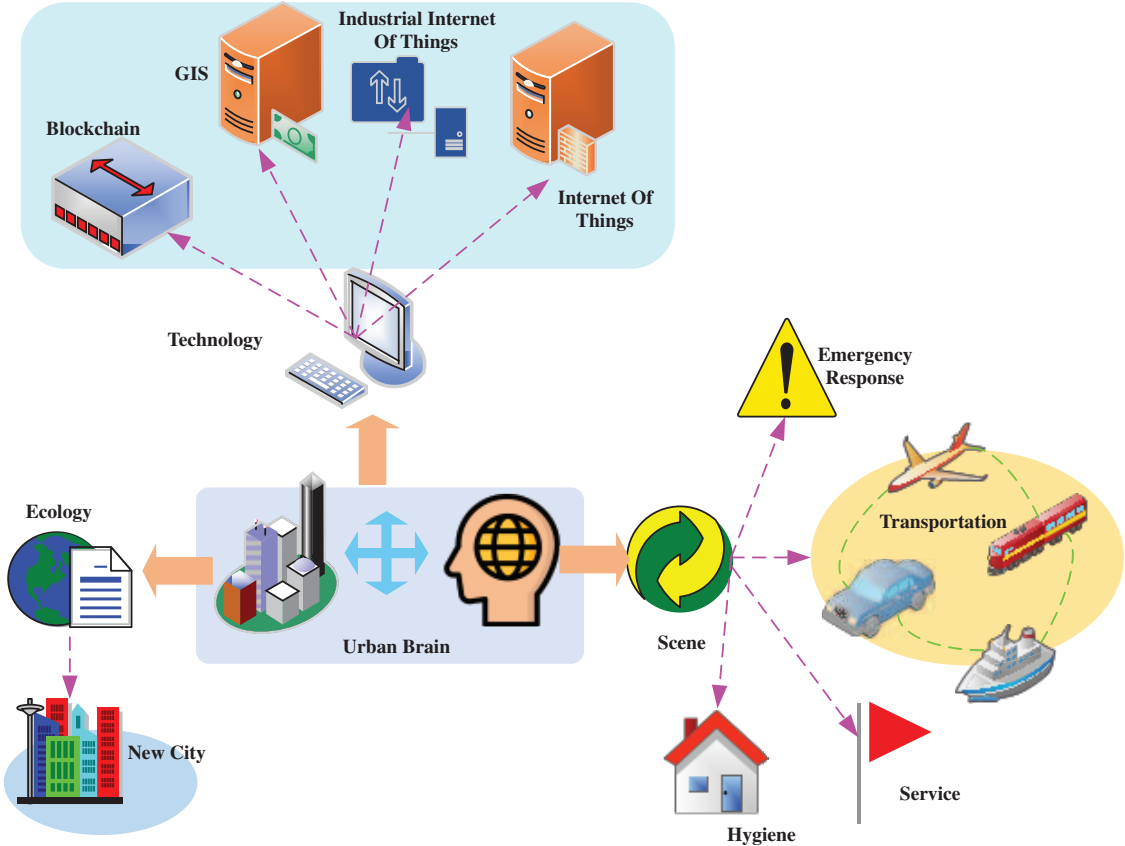 Industrial Internet
Of Things
GIS
Blockchain
Internet Of
Things
Technology
Emergency
Response
Ecology
Transportation
Urban Brain
Scene
New City
Service
Hygiene